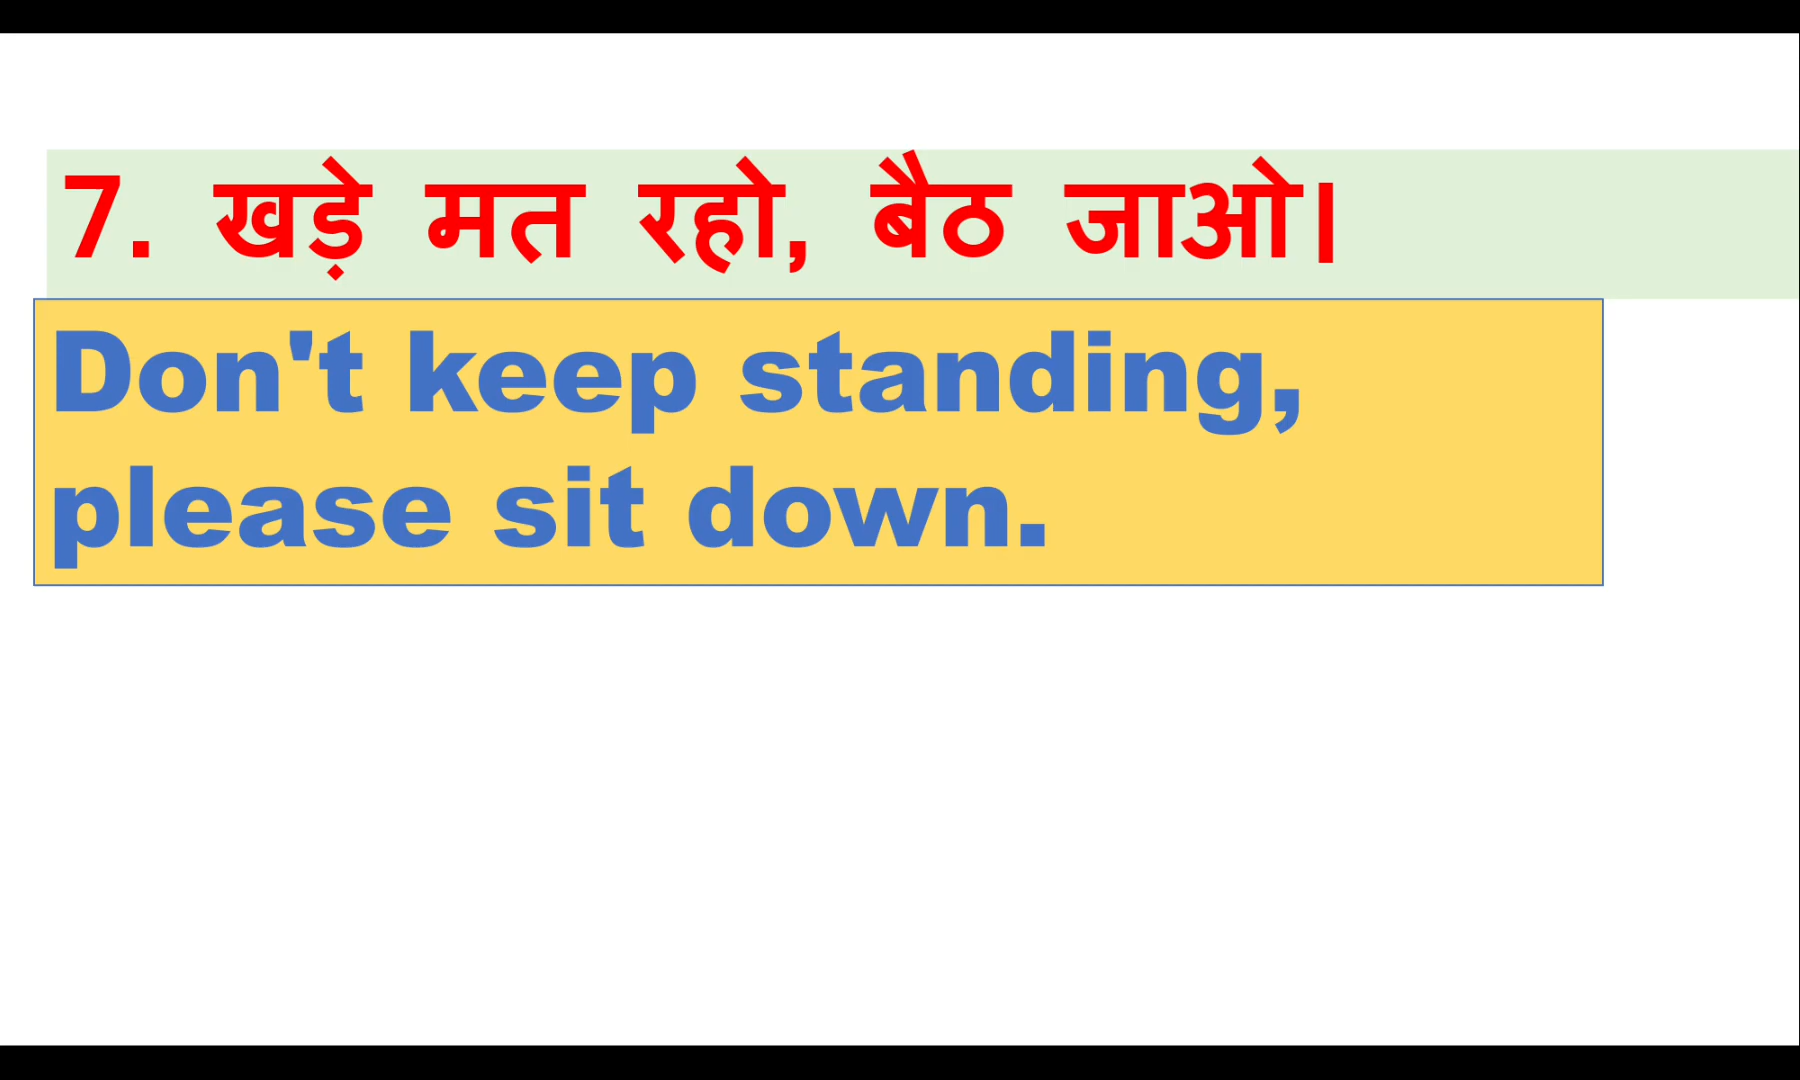 7. खड़े मत रहो, बैठ जाओ।
Don't keep standing,
please sit down.